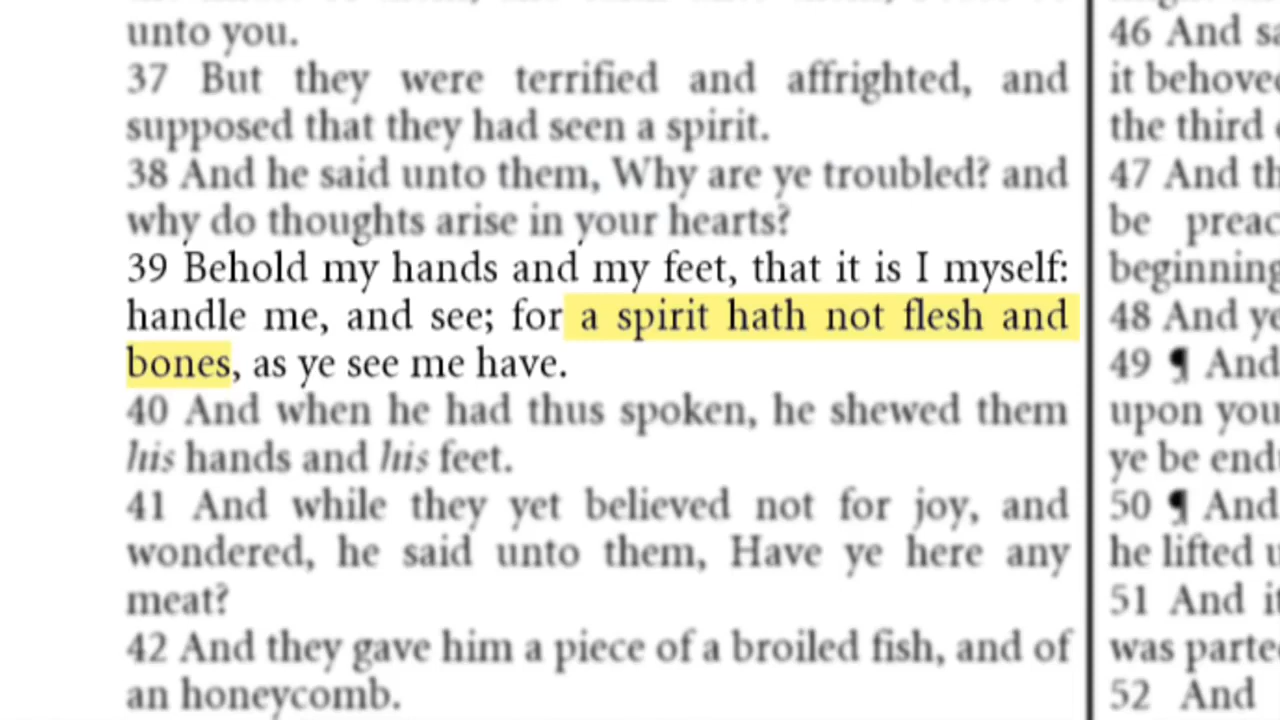 unto you.
37 But they were terrified and affrighted, and
supposed that they had seen a spirit.
38 And he said unto them, Why are ye troubled? and
why do thoughts arise in your hearts?
39 Behold my hands and my feet, that it is I myself:
handle me, and see; for a spirit hath not flesh and
bones, as ye see me have.
40 And when he had thus spoken, he shewed them
his hands and his feet.
41 And while they yet believed not for joy, and
wondered, he said unto them, Have ye here any
meat?
42 And they gave him a piece of a broiled fish, and of
an honeycomb.
46 And
it behoved
the third
47 And
be
beginning
48 And ye
49 ¶ And
upon you
ye be
50 ¶ And
he lifted
51 And
was
52 And